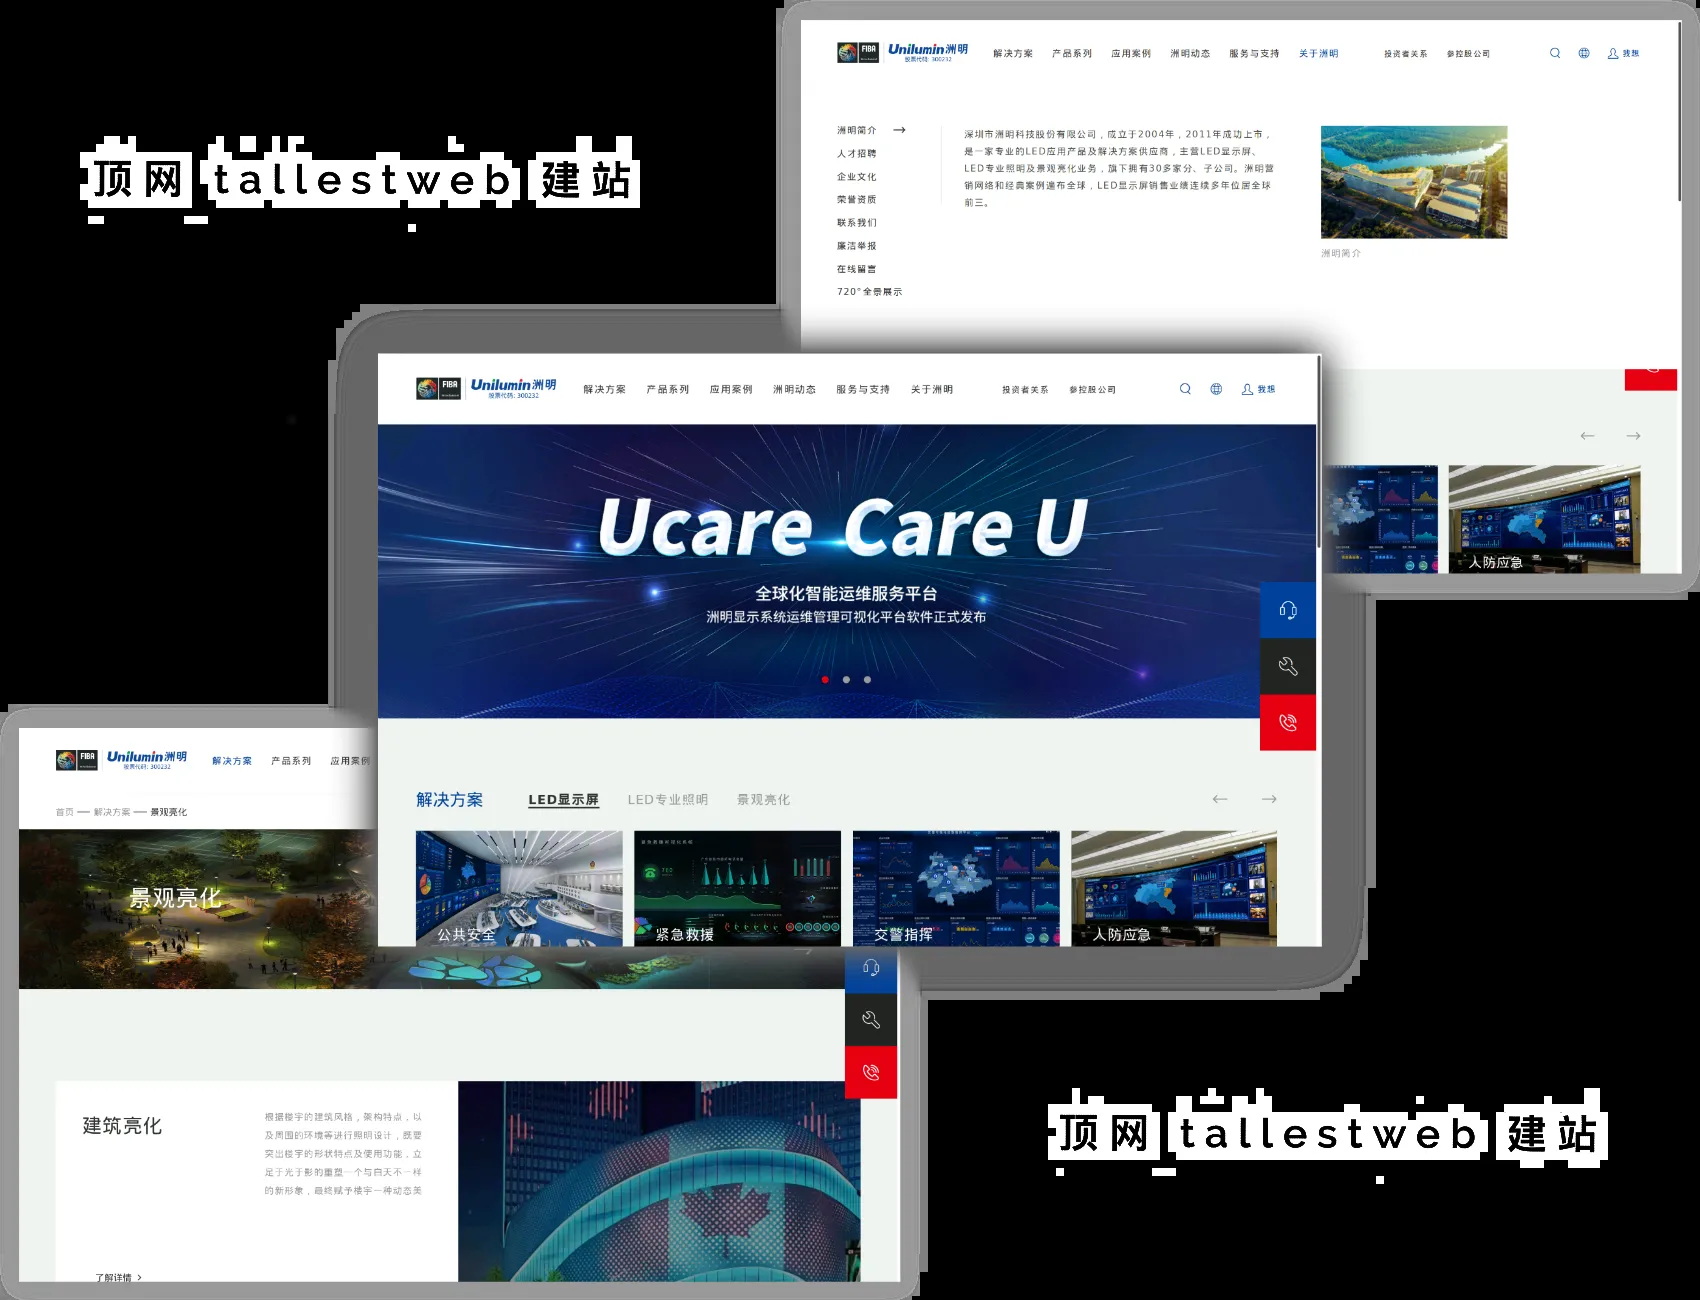 顶网 tallestweb 建站
FIBA
Unilumin洲明
股票代码: 300232
解决方案 产品系列 应用案例 洲明动态 服务与支持 关于洲明 投资者关系 参控股公司 我想
洲明简介 →
人才招聘
企业文化
荣誉资质
联系我们
廉洁举报
在线留言
720°全景展示
深圳市洲明科技股份有限公司，成立于2004年，2011年成功上市，
是一家专业的LED应用产品及解决方案供应商，主营LED显示屏、
LED专业照明及景观亮化业务，旗下拥有30多家分、子公司。洲明营
销网络和经典案例遍布全球，LED显示屏销售业绩连续多年位居全球
前三。
洲明简介
← →
人防应急
FIBA
Unilumin洲明
股票代码: 300232
解决方案 产品系列 应用案例 洲明动态 服务与支持 关于洲明 投资者关系 参控股公司 我想
Ucare Care U
全球化智能运维服务平台
洲明显示系统运维管理可视化平台软件正式发布
解决方案 LED显示屏 LED专业照明 景观亮化 ← →
公共安全 紧急救援 交警指挥 人防应急
FIBA
Unilumin洲明
股票代码: 300232
解决方案 产品系列 应用案例
首页 — 解决方案 — 景观亮化
景观亮化
建筑亮化
根据楼宇的建筑风格，架构特点，以
及周围的环境等进行照明设计，既要
突出楼宇的形状特点及使用功能，立
足于光于影的重塑一个与白天不一样
的新形象，最终赋予楼宇一种动态美
了解详情 >
顶网 tallestweb 建站